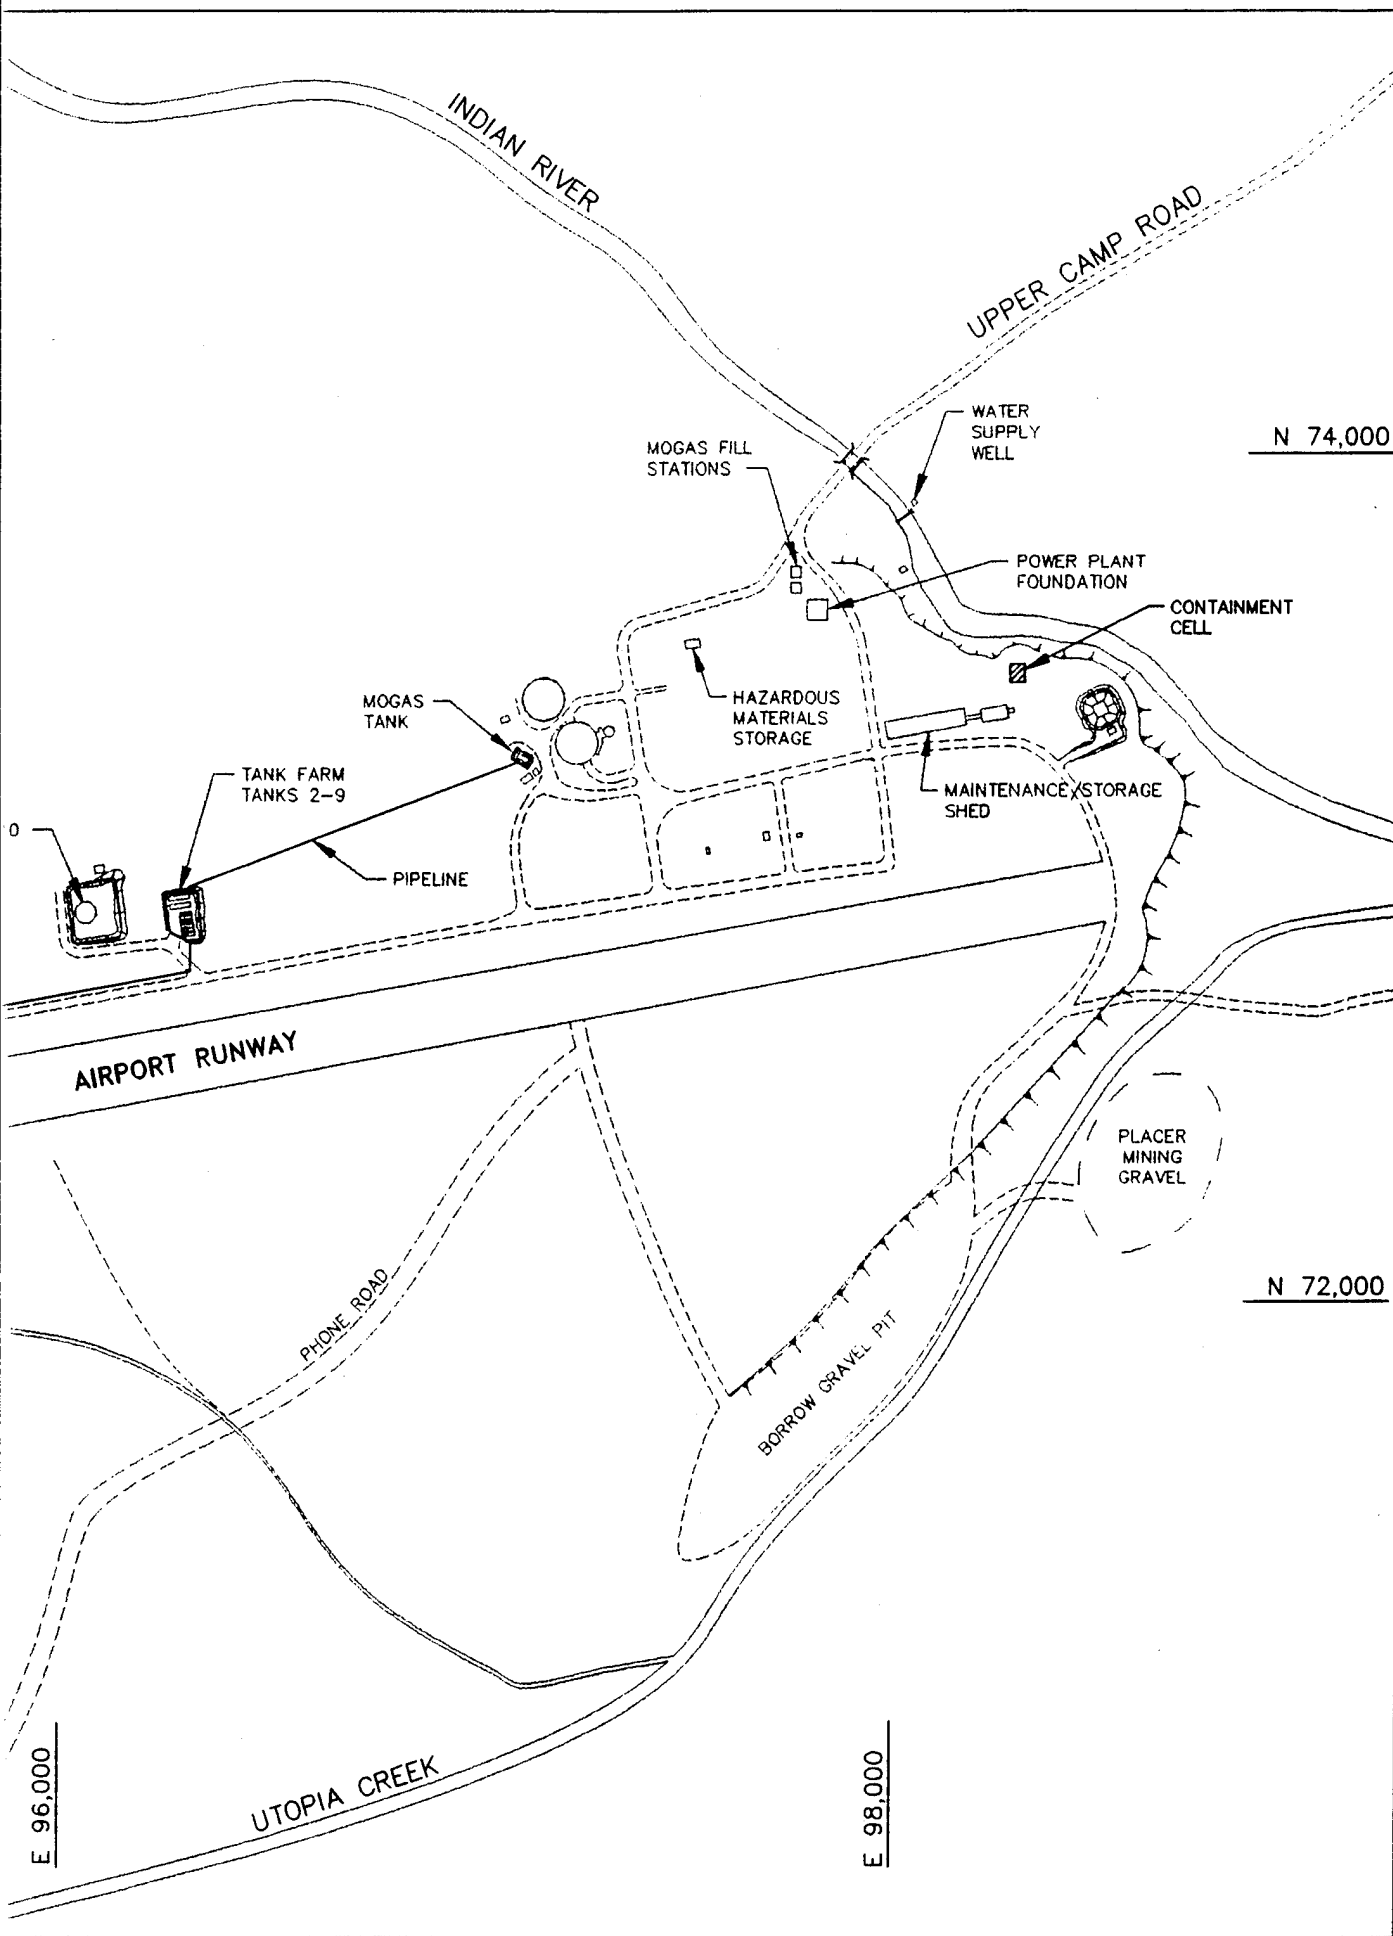 INDIAN RIVER
UPPER CAMP ROAD
WATER
SUPPLY
WELL
N 74,000
MOGAS FILL
STATIONS
POWER PLANT
FOUNDATION
CONTAINMENT
CELL
MOGAS
TANK
HAZARDOUS
MATERIALS
STORAGE
TANK FARM
TANKS 2-9
MAINTENANCE/STORAGE
SHED
0
PIPELINE
AIRPORT RUNWAY
PLACER
MINING
GRAVEL
PHONE ROAD
N 72,000
BORROW GRAVEL PIT
E 96,000
UTOPIA CREEK
E 98,000